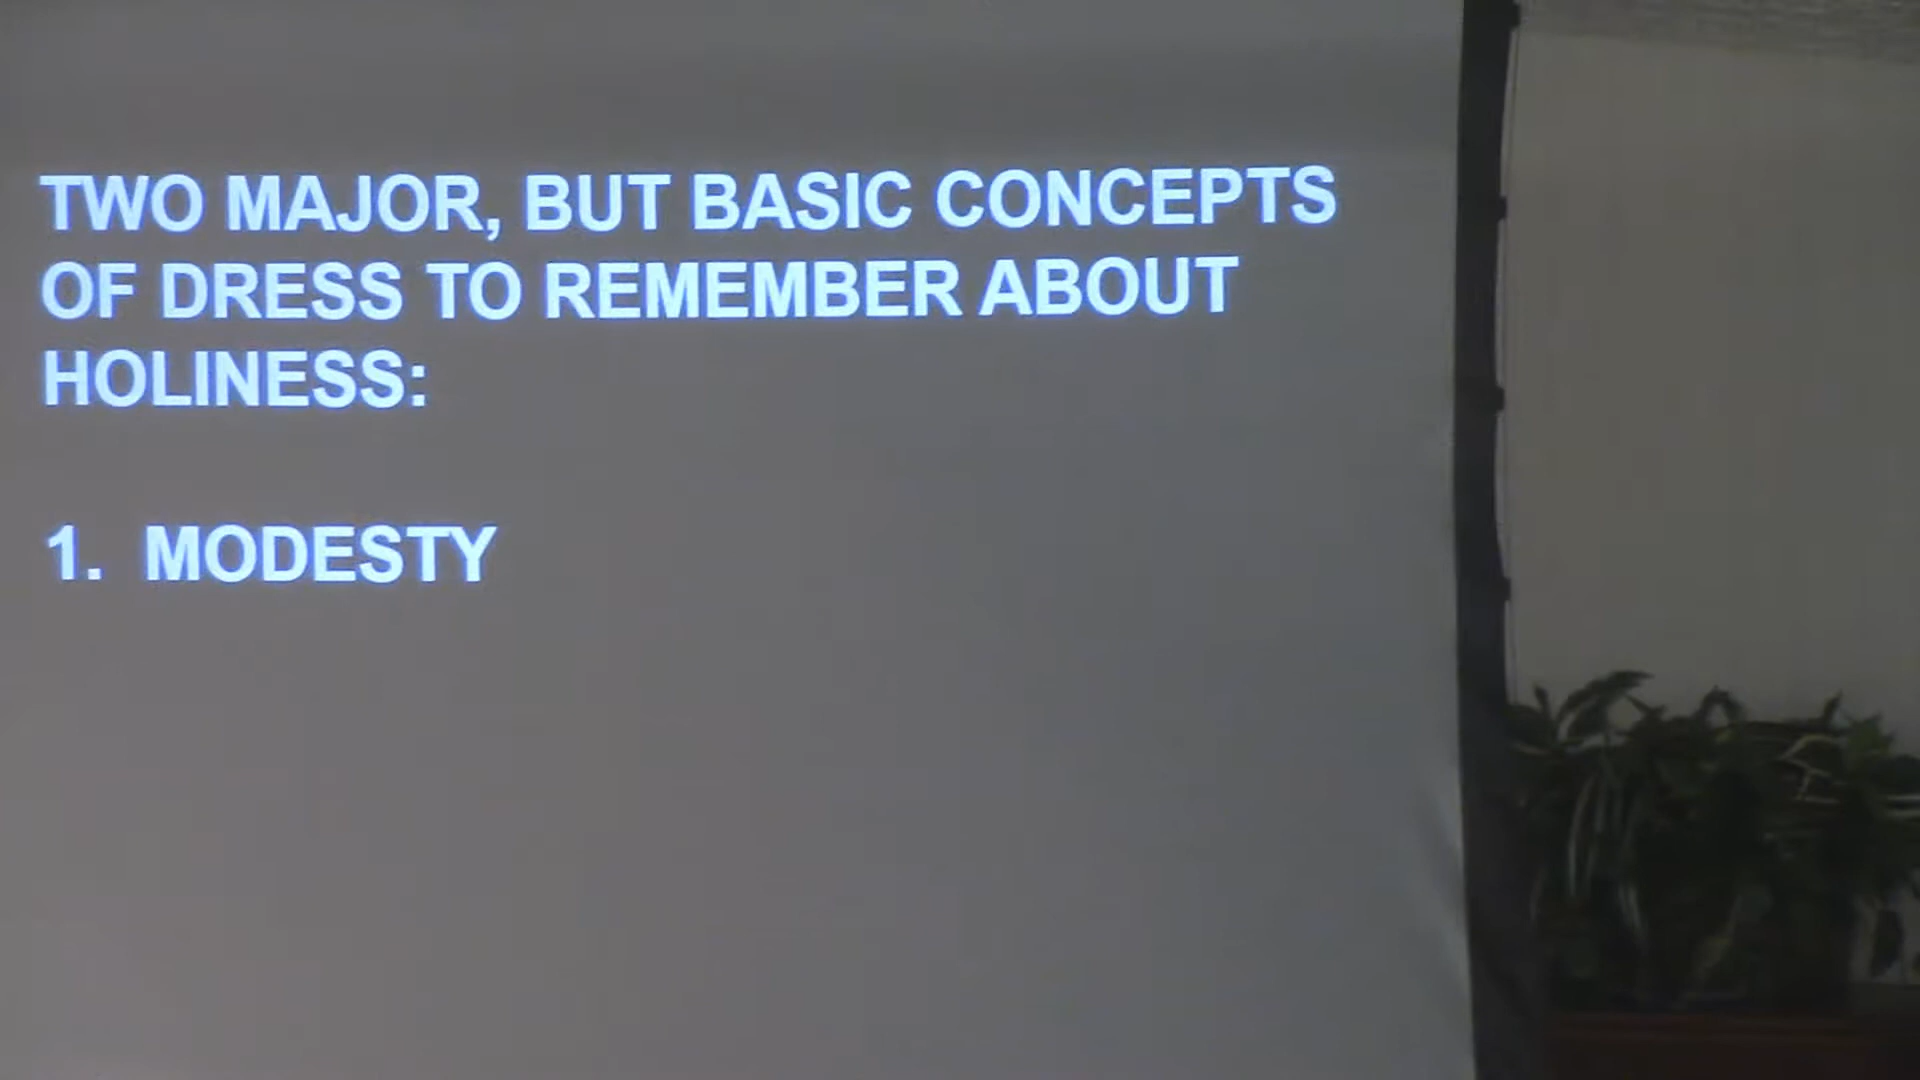 TWO MAJOR, BUT BASIC CONCEPTS
OF DRESS TO REMEMBER ABOUT
HOLINESS:
1. MODESTY